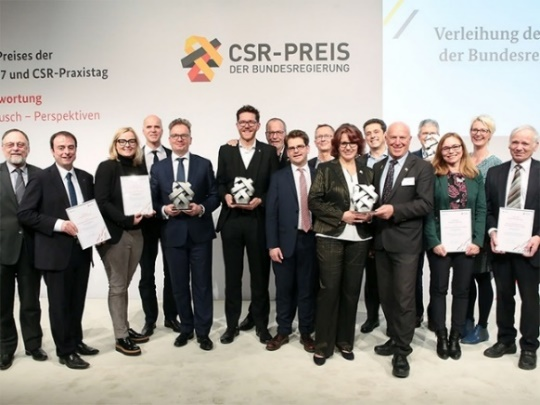 Preises der
7 und CSR-Praxistag
wortung
usch – Perspektiven
CSR-PREIS
DER BUNDESREGIERUNG
Verleihung de
der Bundesre